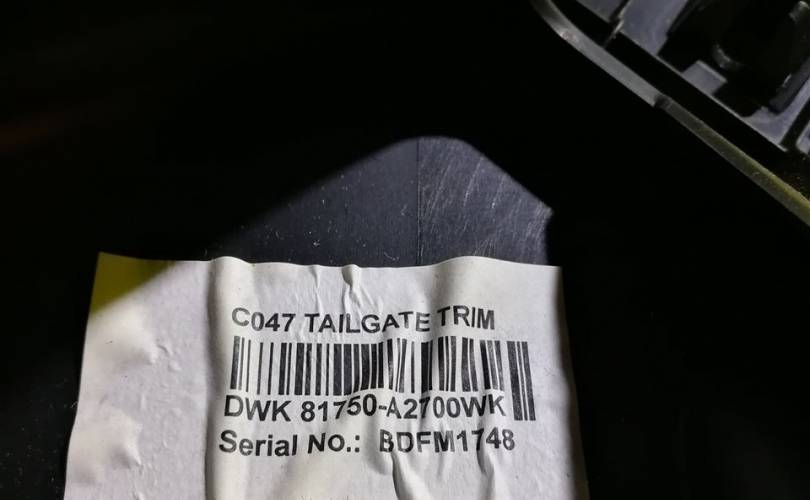 C047 TAILGATE TRIM
DWK 81750-A2700WK
Serial No.: BDFM1748